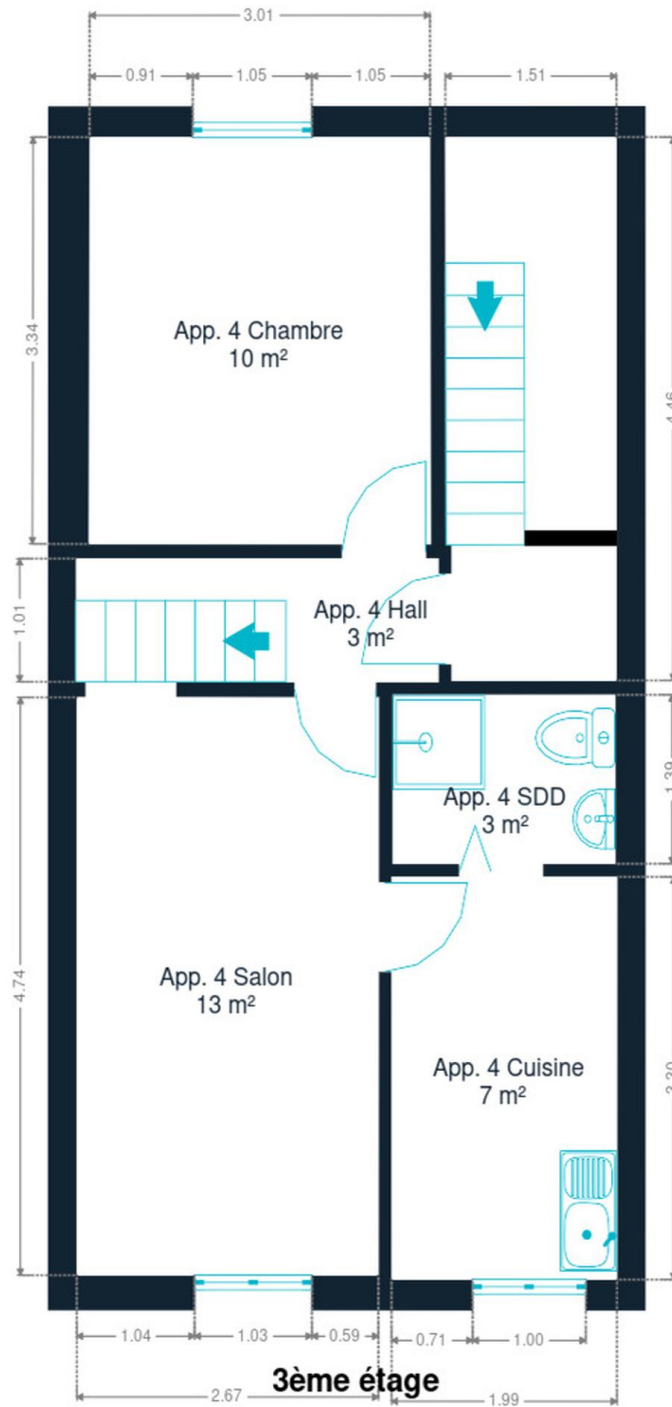 3.01
0.91
1.05
1.05
1.51
3.34
4.46
App. 4 Chambre
10 m²
1.01
App. 4 Hall
3 m²
1.39
App. 4 SDD
3 m²
4.74
App. 4 Salon
13 m²
App. 4 Cuisine
7 m²
3.30
1.04
1.03
0.59
0.71
1.00
2.67
3ème étage
1.99